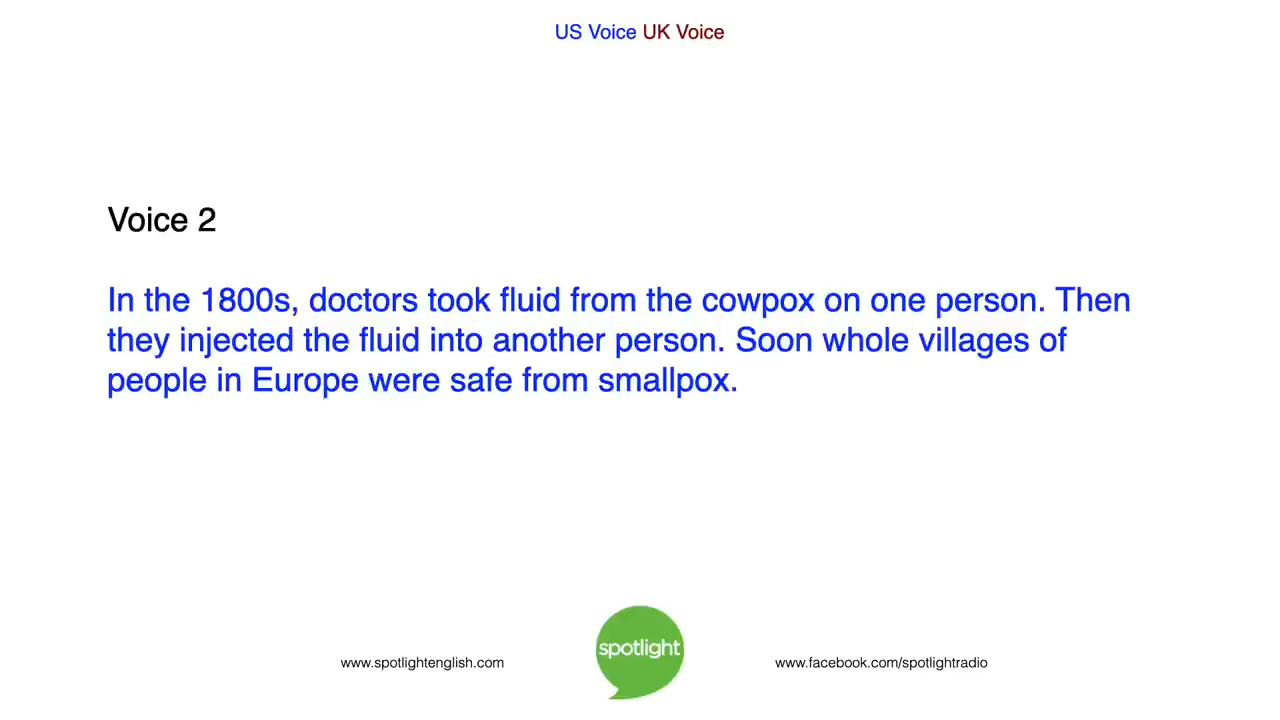 US Voice UK Voice
Voice 2
In the 1800s, doctors took fluid from the cowpox on one person. Then
they injected the fluid into another person. Soon whole villages of
people in Europe were safe from smallpox.
www.spotlightenglish.com
spotlight
www.facebook.com/spotlightradio